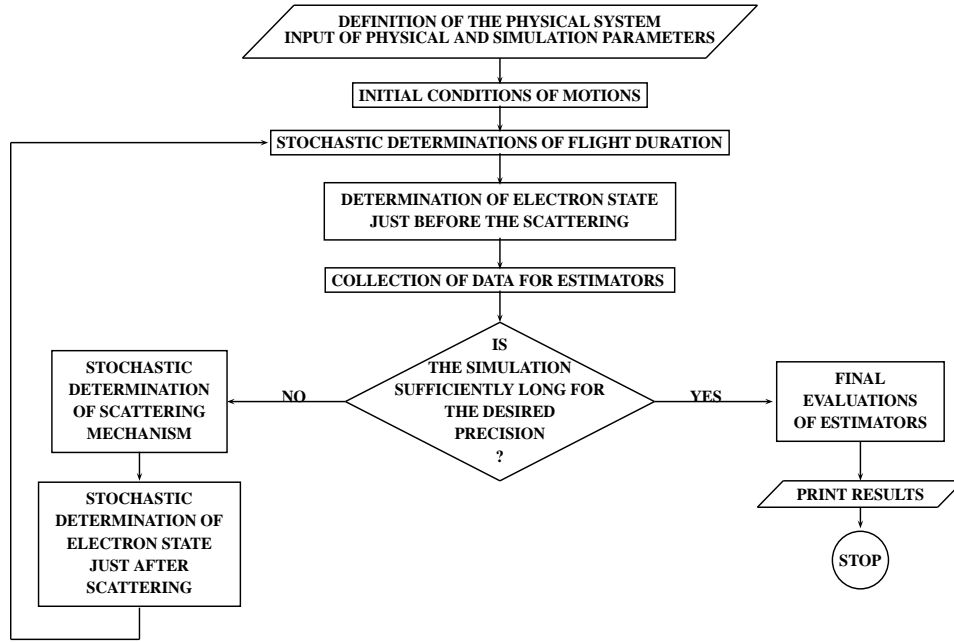 DEFINITION OF THE PHYSICAL SYSTEM
INPUT OF PHYSICAL AND SIMULATION PARAMETERS
INITIAL CONDITIONS OF MOTIONS
STOCHASTIC DETERMINATIONS OF FLIGHT DURATION
DETERMINATION OF ELECTRON STATE
JUST BEFORE THE SCATTERING
COLLECTION OF DATA FOR ESTIMATORS
IS
THE SIMULATION
SUFFICIENTLY LONG FOR
THE DESIRED
PRECISION
?
NO
STOCHASTIC
DETERMINATION
OF SCATTERING
MECHANISM
STOCHASTIC
DETERMINATION OF
ELECTRON STATE
JUST AFTER
SCATTERING
YES
FINAL
EVALUATIONS
OF ESTIMATORS
PRINT RESULTS
STOP